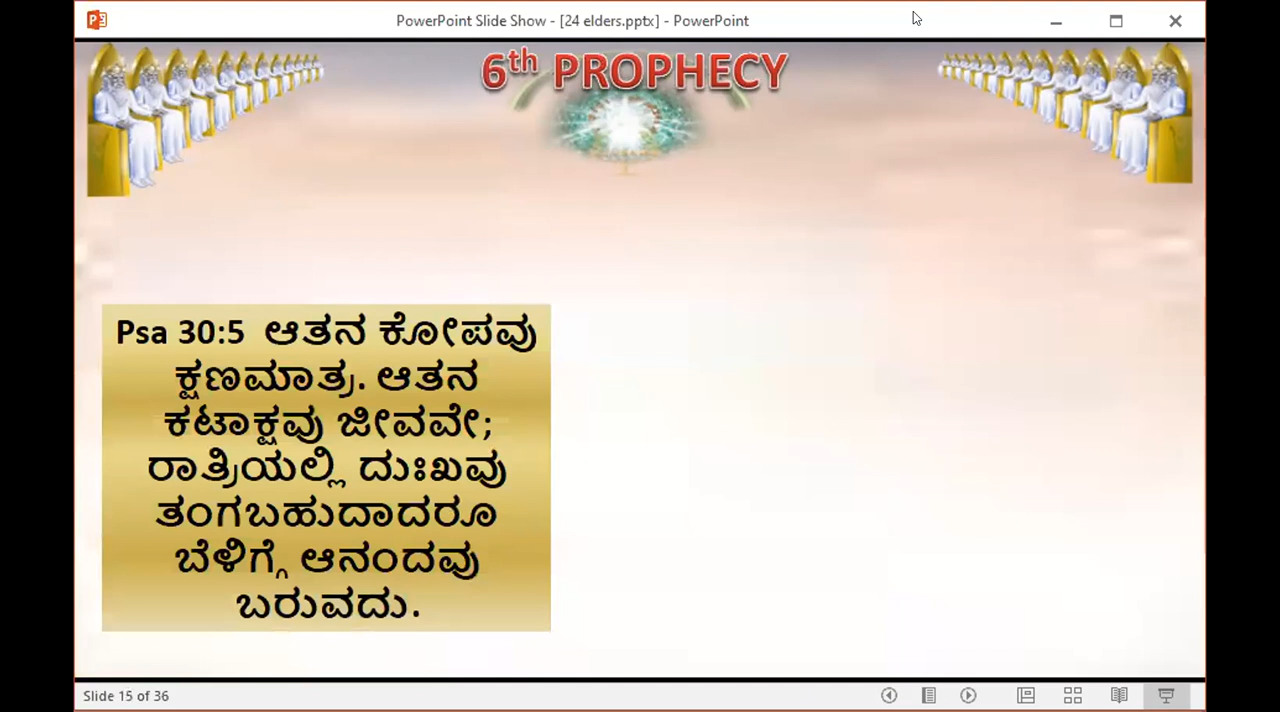 PowerPoint Slide Show - [24 elders.pptx] - PowerPoint
6th PROPHECY
Psa 30:5 ಆತನ ಕೋಪವು
ಕ್ಷಣಮಾತ್ರ. ಆತನ
ಕಟಾಕ್ಷವು ಜೀವವೇ;
ರಾತ್ರಿಯಲ್ಲಿ ದುಃಖವು
ತಂಗಬಹುದಾದರೂ
ಬೆಳಿಗ್ಗೆ ಆನಂದವು
ಬರುವದು.
Slide 15 of 36